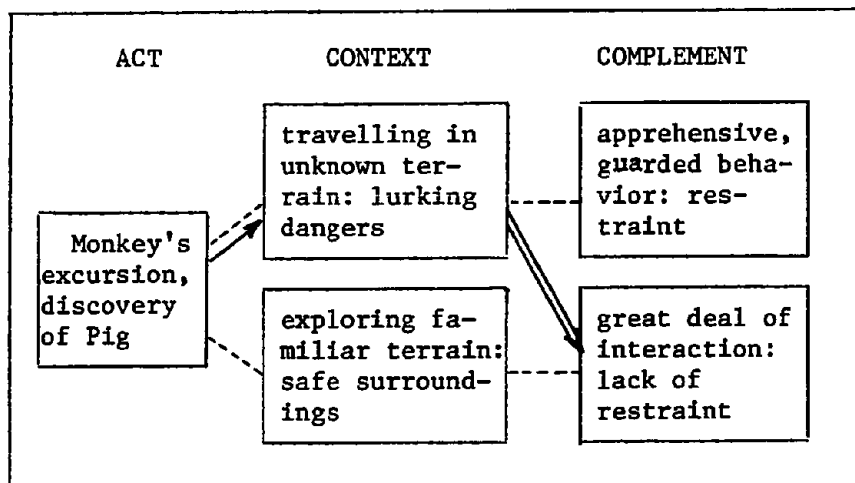 ACT CONTEXT COMPLEMENT
Monkey's
excursion,
discovery
of Pig
travelling in
unknown ter-
rain: lurking
dangers
exploring fa-
miliar terrain:
safe surround-
ings
apprehensive,
guarded beha-
vior: res-
traint
great deal of
interaction:
lack of
restraint